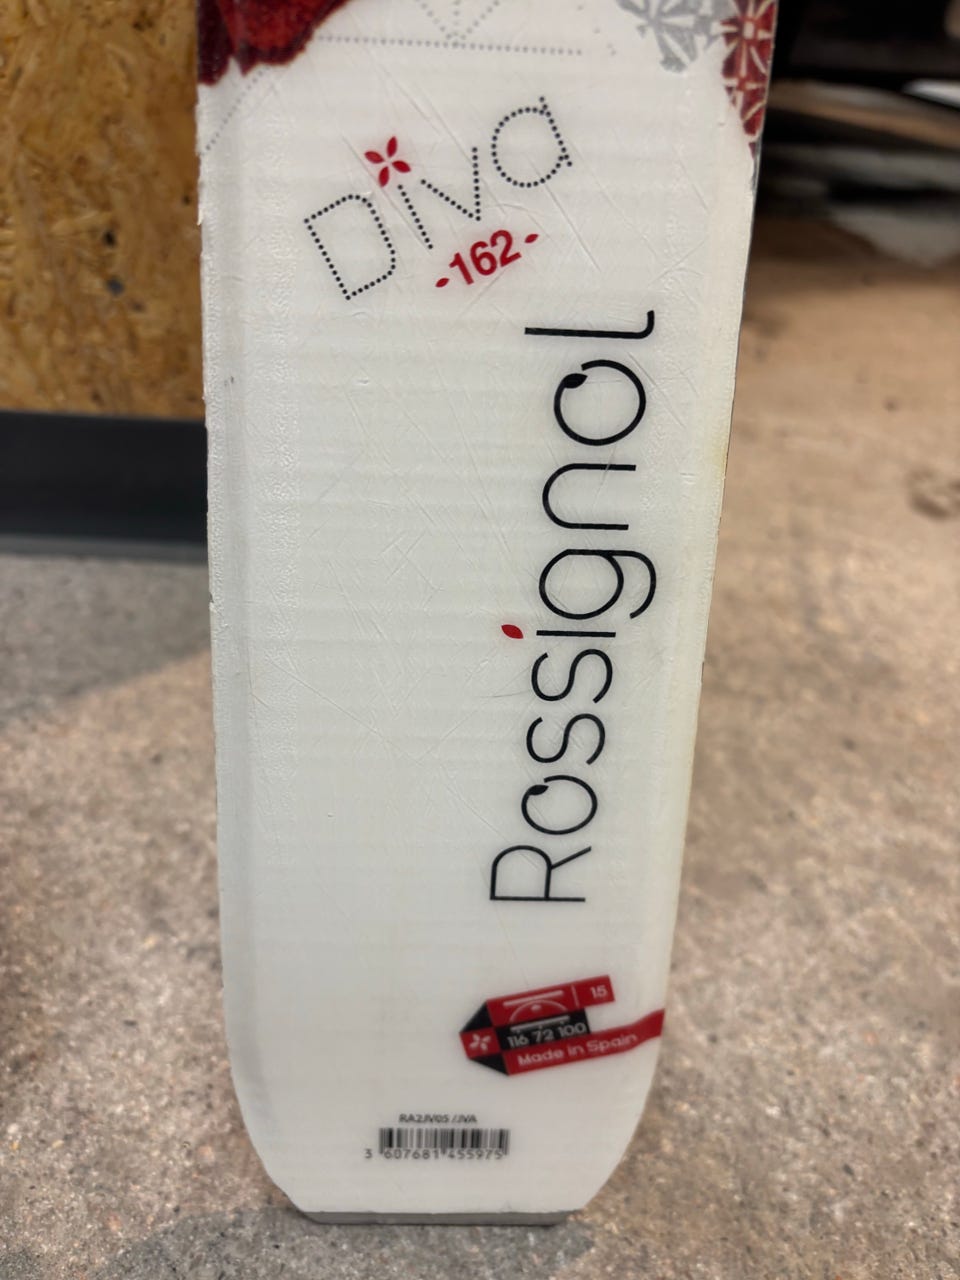 Diva
-162-
Rossignol
15
116 72 100
Made in Spain
RA2JV05 /JVA
3 607681 455975